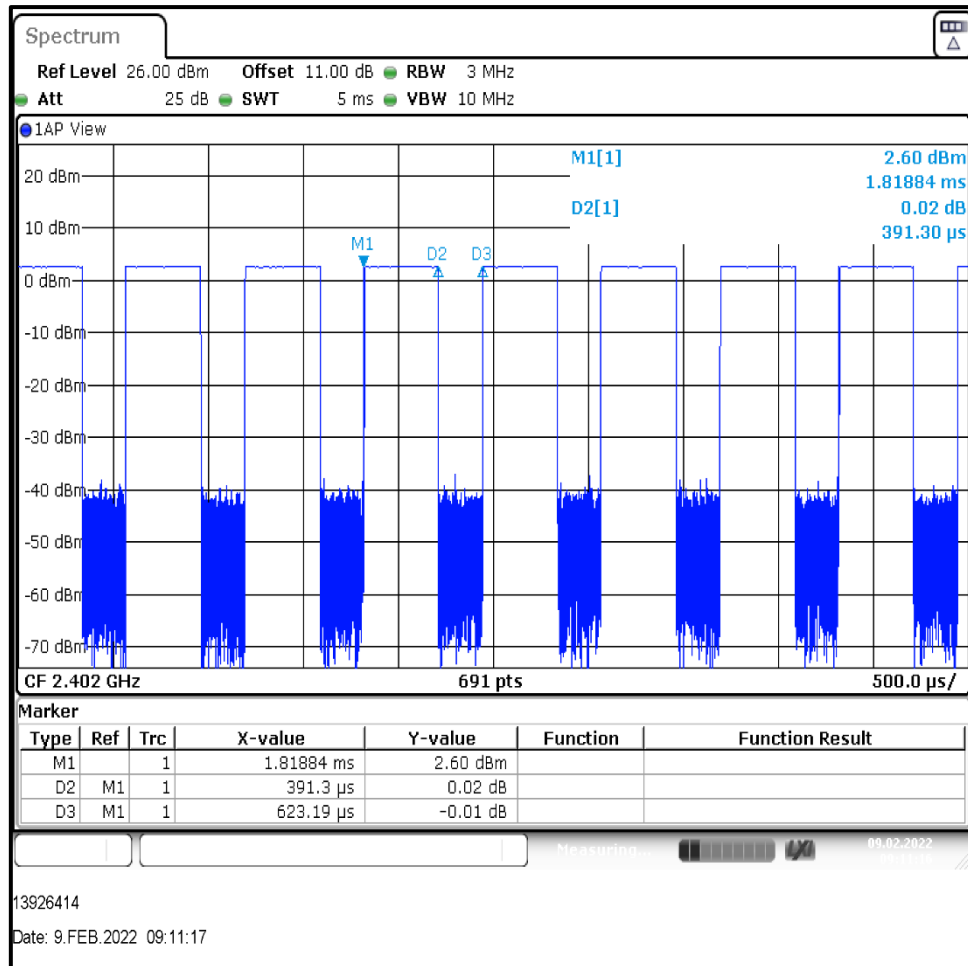 Spectrum
Ref Level 26.00 dBm Offset 11.00 dB RBW 3 MHz
Att 25 dB SWT 5 ms VBW 10 MHz
1AP View
M1[1] 2.60 dBm
1.81884 ms
D2[1] 0.02 dB
391.30 µs
20 dBm
10 dBm
M1 D2 D3
0 dBm
-10 dBm
-20 dBm
-30 dBm
-40 dBm
-50 dBm
-60 dBm
-70 dBm
CF 2.402 GHz 691 pts 500.0 µs/
Marker
Type Ref Trc X-value Y-value Function Function Result
M1 1 1.81884 ms 2.60 dBm
D2 M1 1 391.3 µs 0.02 dB
D3 M1 1 623.19 µs -0.01 dB
Measuring... LXI 09.02.2022
13926414
Date: 9.FEB.2022 09:11:17